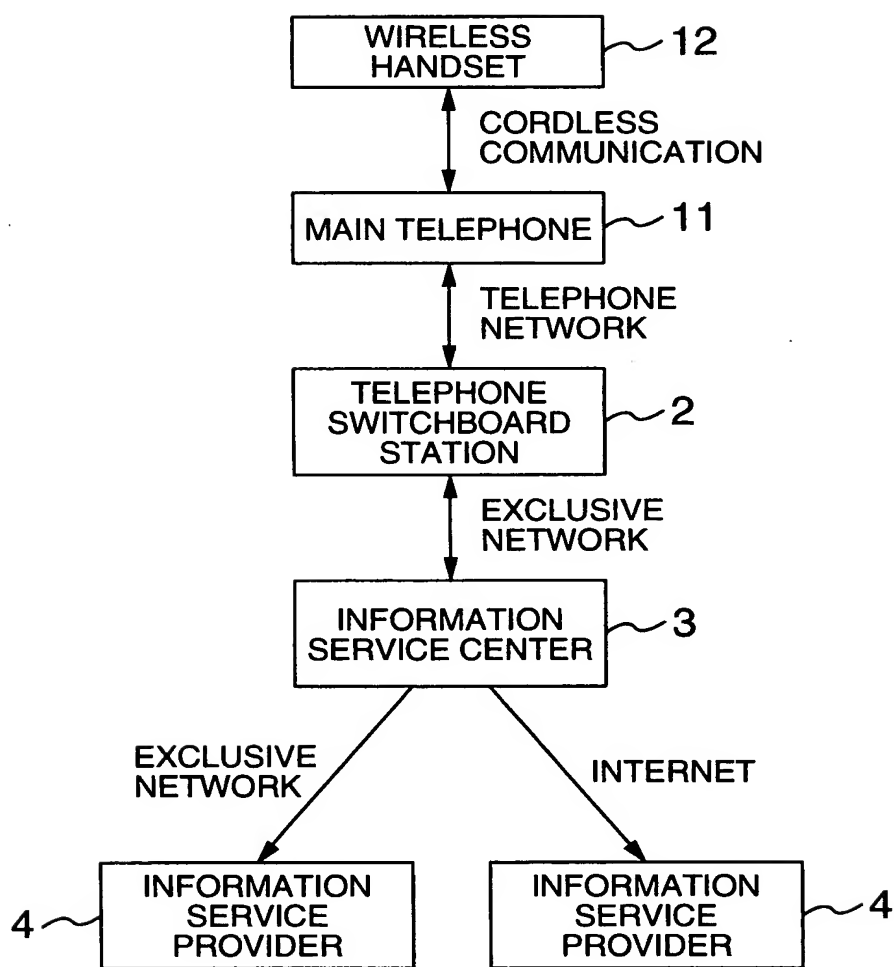 WIRELESS
HANDSET
12
CORDLESS
COMMUNICATION
MAIN TELEPHONE
11
TELEPHONE
NETWORK
TELEPHONE
SWITCHBOARD
STATION
2
EXCLUSIVE
NETWORK
INFORMATION
SERVICE CENTER
3
EXCLUSIVE
NETWORK
INTERNET
4
INFORMATION
SERVICE
PROVIDER
INFORMATION
SERVICE
PROVIDER
4